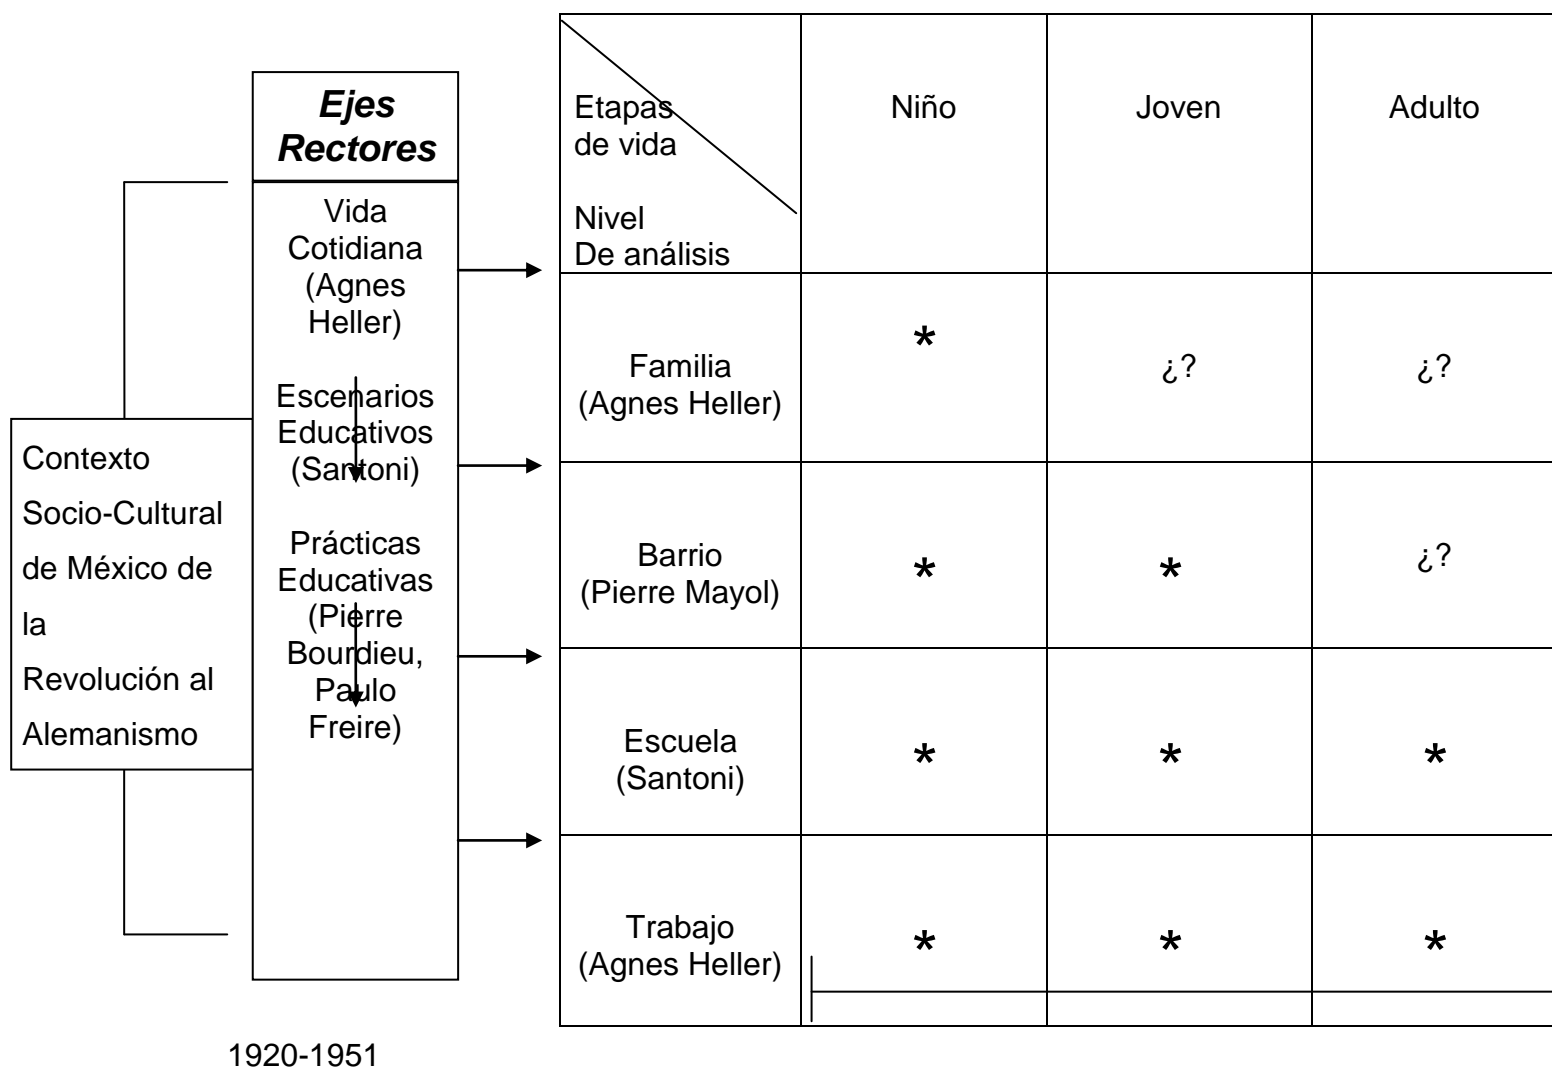 Contexto
Socio-Cultural
de México de
la
Revolución al
Alemanismo
Ejes
Rectores
Vida
Cotidiana
(Agnes
Heller)
Escenarios
Educativos
(Santoni)
Prácticas
Educativas
(Pierre
Bourdieu,
Paulo
Freire)
Etapas
de vida
Nivel
De análisis
Niño
Joven
Adulto
Familia
(Agnes Heller)
*
¿?
¿?
Barrio
(Pierre Mayol)
*
*
¿?
Escuela
(Santoni)
*
*
*
Trabajo
(Agnes Heller)
*
*
*
1920-1951